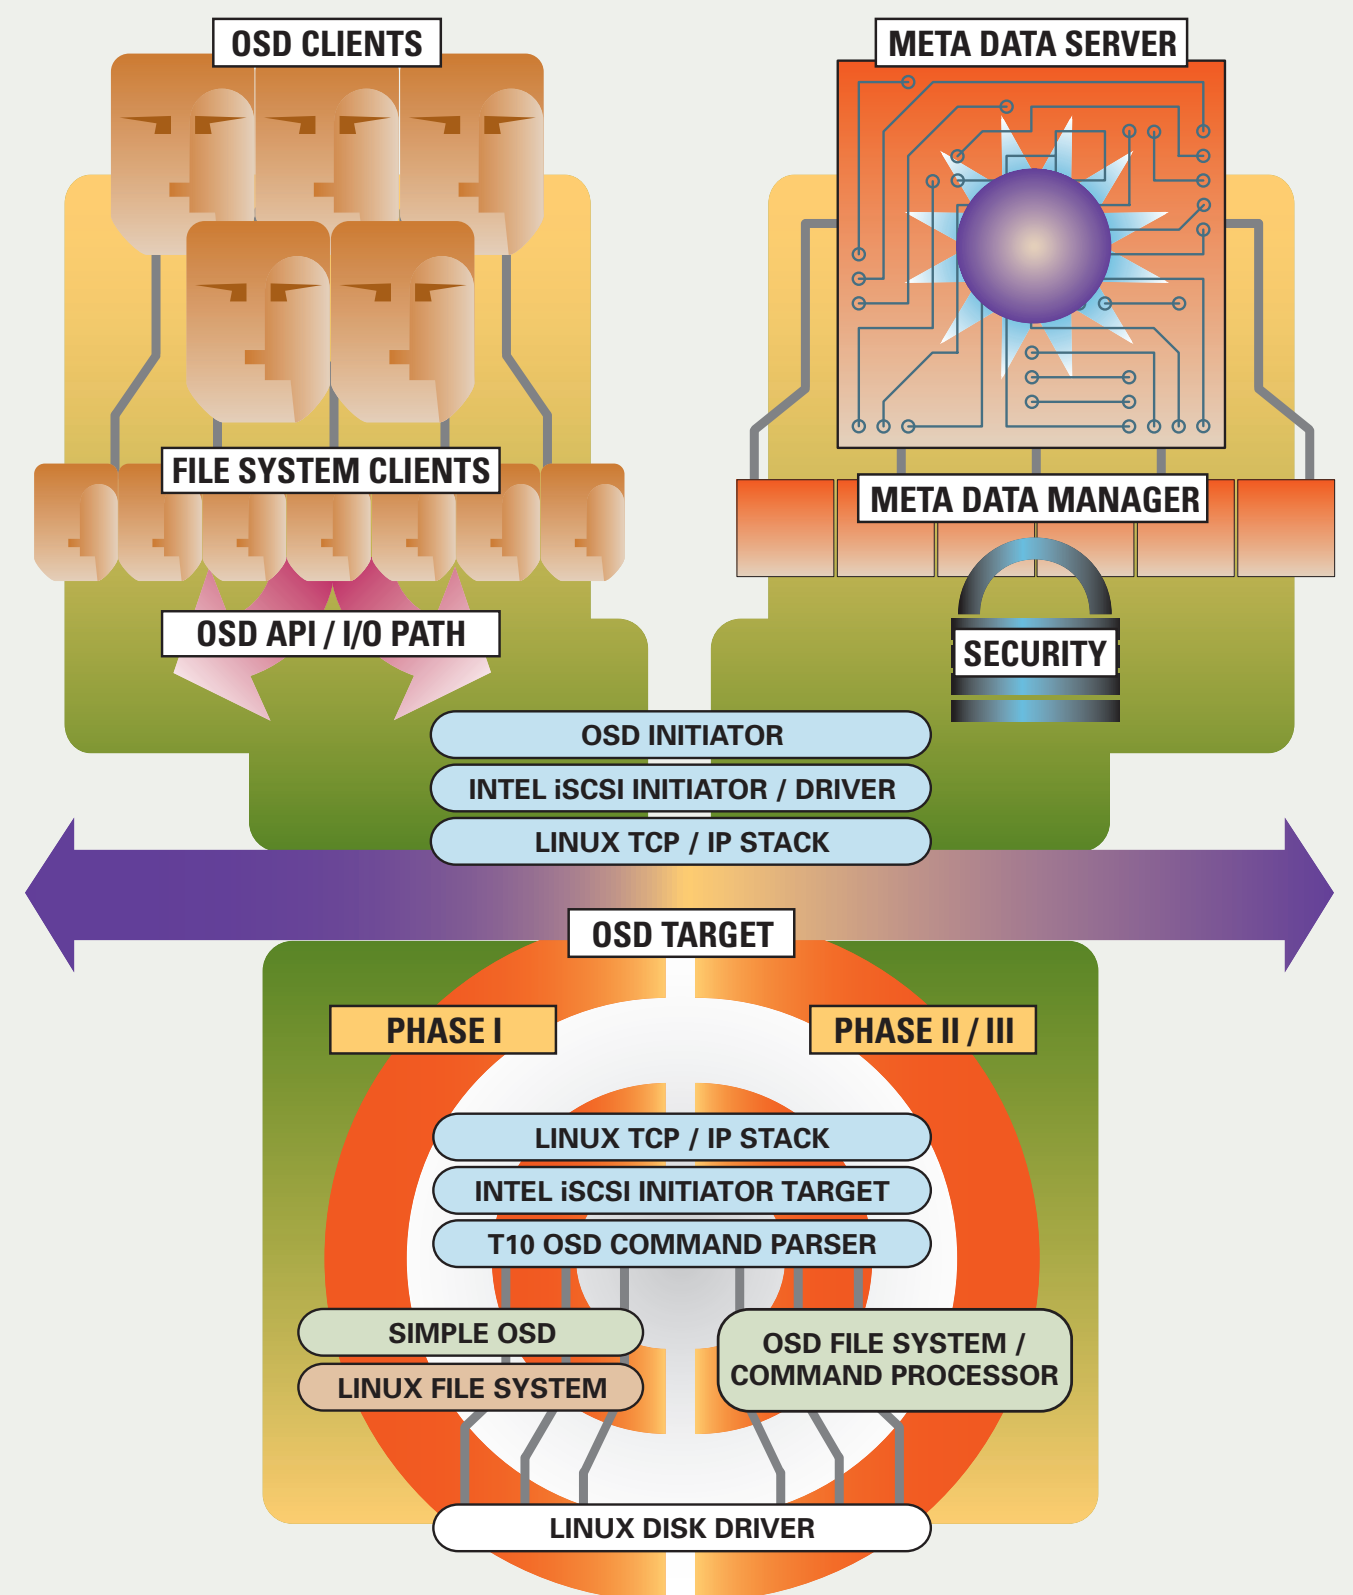 OSD CLIENTS
META DATA SERVER
FILE SYSTEM CLIENTS
META DATA MANAGER
OSD API / I/O PATH
SECURITY
OSD INITIATOR
INTEL iSCSI INITIATOR / DRIVER
LINUX TCP / IP STACK
OSD TARGET
PHASE I
PHASE II / III
LINUX TCP / IP STACK
INTEL iSCSI INITIATOR TARGET
T10 OSD COMMAND PARSER
SIMPLE OSD
LINUX FILE SYSTEM
OSD FILE SYSTEM /
COMMAND PROCESSOR
LINUX DISK DRIVER